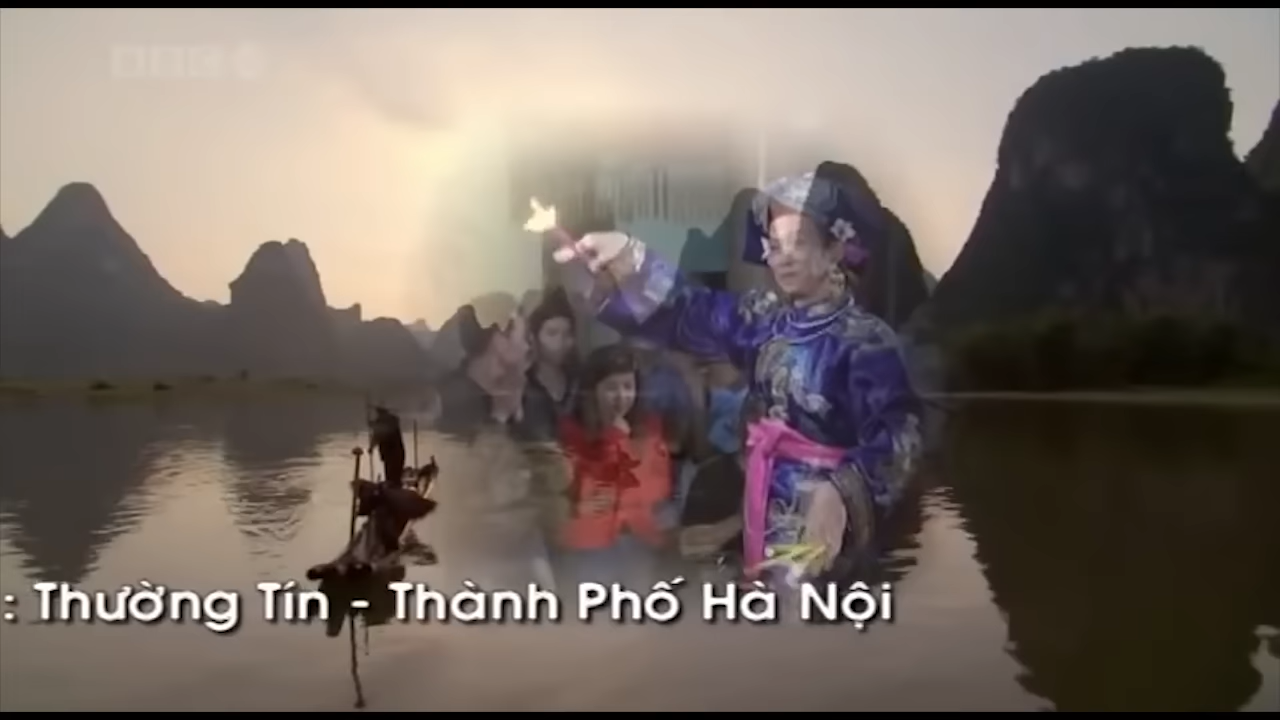 : Thường Tín - Thành Phố Hà Nội